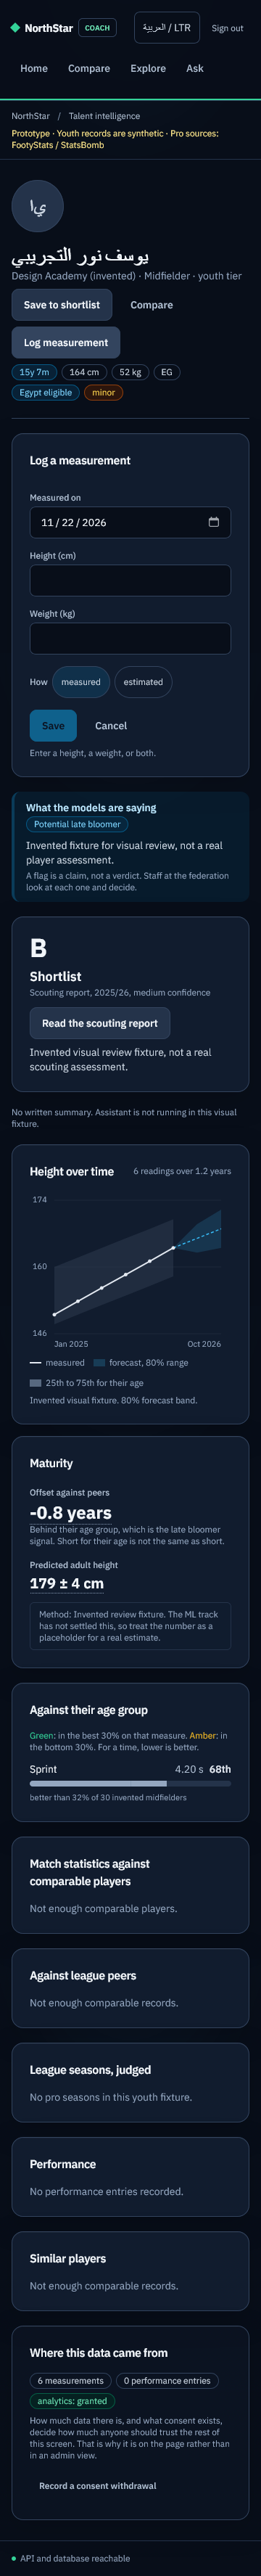 NorthStar COACH العربية / LTR Sign out
Home Compare Explore Ask
NorthStar / Talent intelligence
Prototype · Youth records are synthetic · Pro sources:
FootyStats / StatsBomb
يا
يوسف نور التجريبي
Design Academy (invented) · Midfielder · youth tier
Save to shortlist Compare
Log measurement
15y 7m 164 cm 52 kg EG
Egypt eligible minor
Log a measurement
Measured on
11 / 22 / 2026
Height (cm)
Weight (kg)
How measured estimated
Save Cancel
Enter a height, a weight, or both.
What the models are saying
Potential late bloomer
Invented fixture for visual review, not a real
player assessment.
A flag is a claim, not a verdict. Staff at the federation
look at each one and decide.
B
Shortlist
Scouting report, 2025/26, medium confidence
Read the scouting report
Invented visual review fixture, not a real
scouting assessment.
No written summary. Assistant is not running in this visual
fixture.
Height over time 6 readings over 1.2 years
174
160
146
Jan 2025 Oct 2026
measured forecast, 80% range
25th to 75th for their age
Invented visual fixture. 80% forecast band.
Maturity
Offset against peers
-0.8 years
Behind their age group, which is the late bloomer
signal. Short for their age is not the same as short.
Predicted adult height
179 ± 4 cm
Method: Invented review fixture. The ML track
has not settled this, so treat the number as a
placeholder for a real estimate.
Against their age group
Green: in the best 30% on that measure. Amber: in
the bottom 30%. For a time, lower is better.
Sprint 4.20 s 68th
better than 32% of 30 invented midfielders
Match statistics against
comparable players
Not enough comparable players.
Against league peers
Not enough comparable records.
League seasons, judged
No pro seasons in this youth fixture.
Performance
No performance entries recorded.
Similar players
Not enough comparable records.
Where this data came from
6 measurements 0 performance entries
analytics: granted
How much data there is, and what consent exists,
decide how much anyone should trust the rest of
this screen. That is why it is on the page rather than
in an admin view.
Record a consent withdrawal
API and database reachable